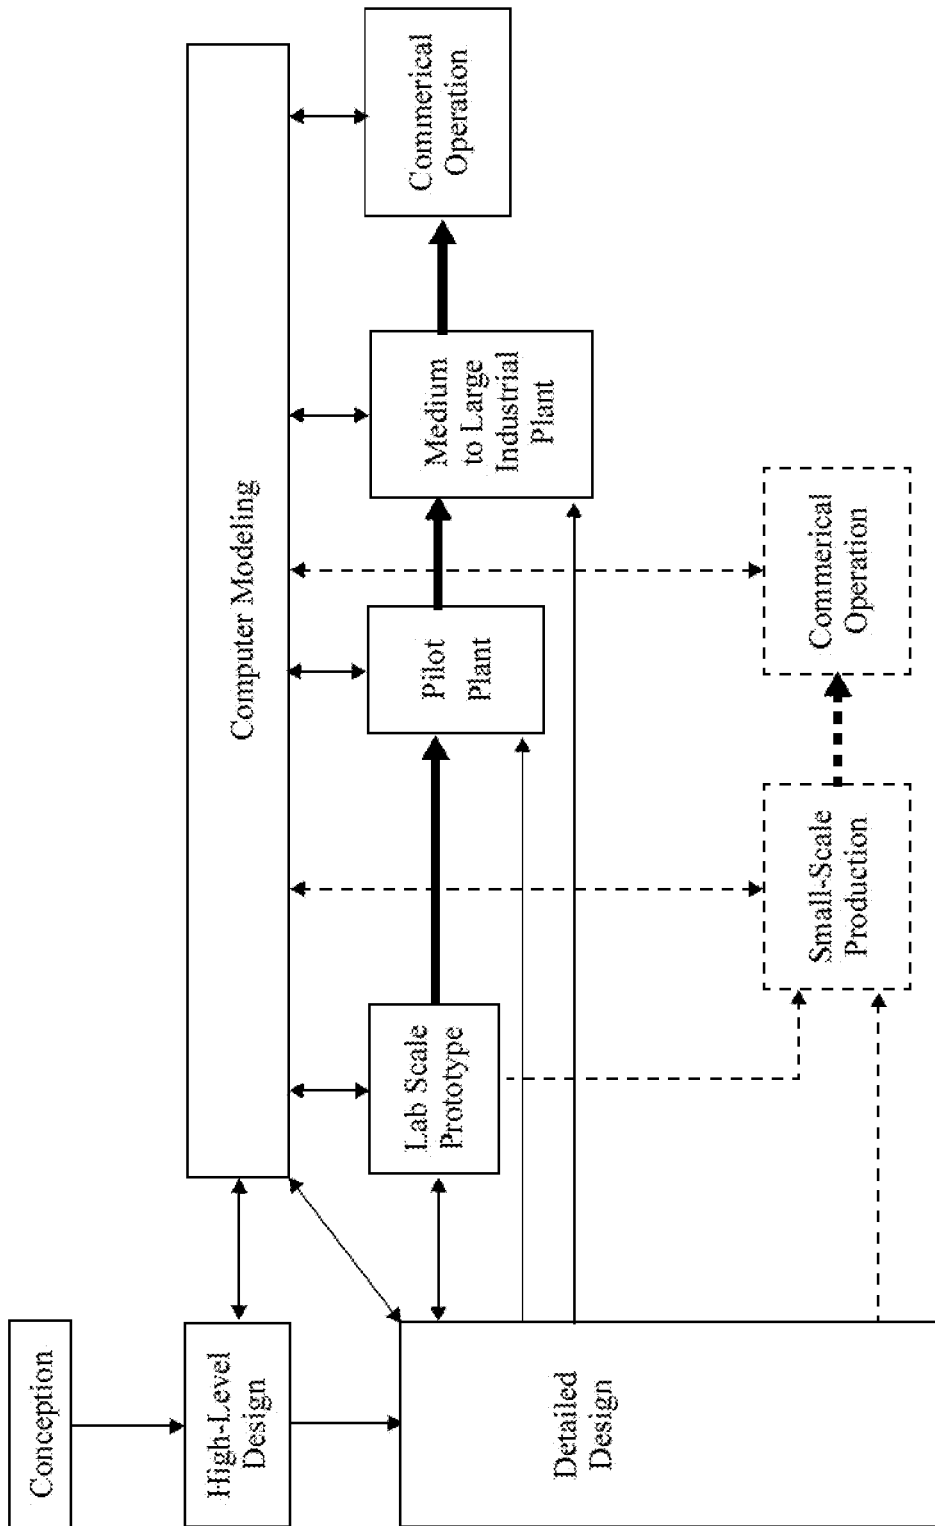 Conception
High-Level
Design
Detailed
Design
Computer Modeling
Lab Scale
Prototype
Pilot
Plant
Medium
to Large
Industrial
Plant
Commerical
Operation
Small-Scale
Production
Commerical
Operation